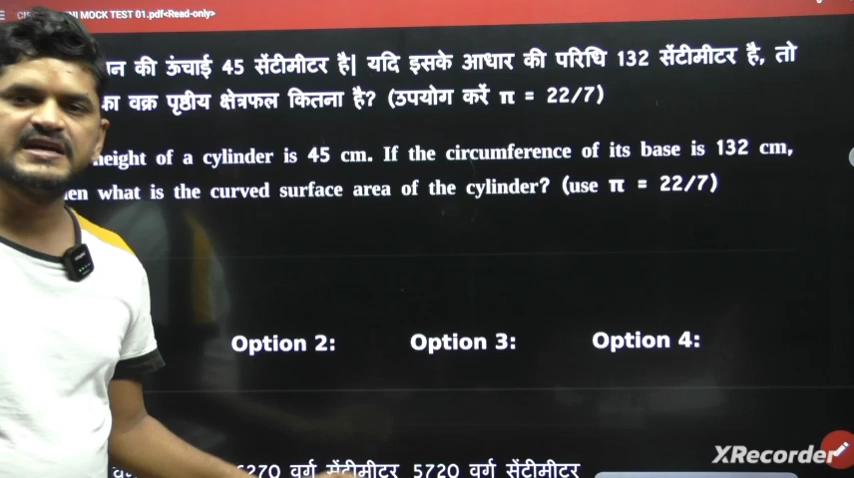 NI MOCK TEST 01.pdf<Read-only>
की ऊंचाई 45 सेंटीमीटर है| यदि इसके आधार की परिधि 132 सेंटीमीटर है, तो
का वक्र पृष्ठीय क्षेत्रफल कितना है? (उपयोग करें π = 22/7)
height of a cylinder is 45 cm. If the circumference of its base is 132 cm,
what is the curved surface area of the cylinder? (use π = 22/7)
Option 2: Option 3: Option 4:
6270 वर्ग सेंटीमीटर 5720 वर्ग सेंटीमीटर
XRecorder